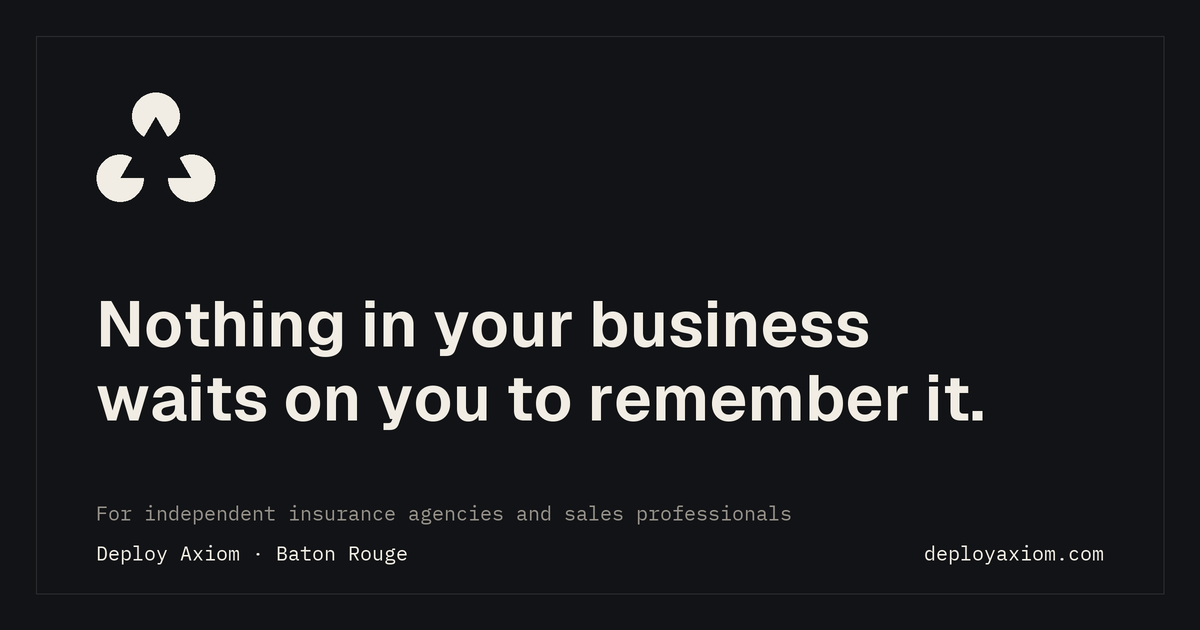 Nothing in your business
waits on you to remember it.
For independent insurance agencies and sales professionals
Deploy Axiom · Baton Rouge
deployaxiom.com